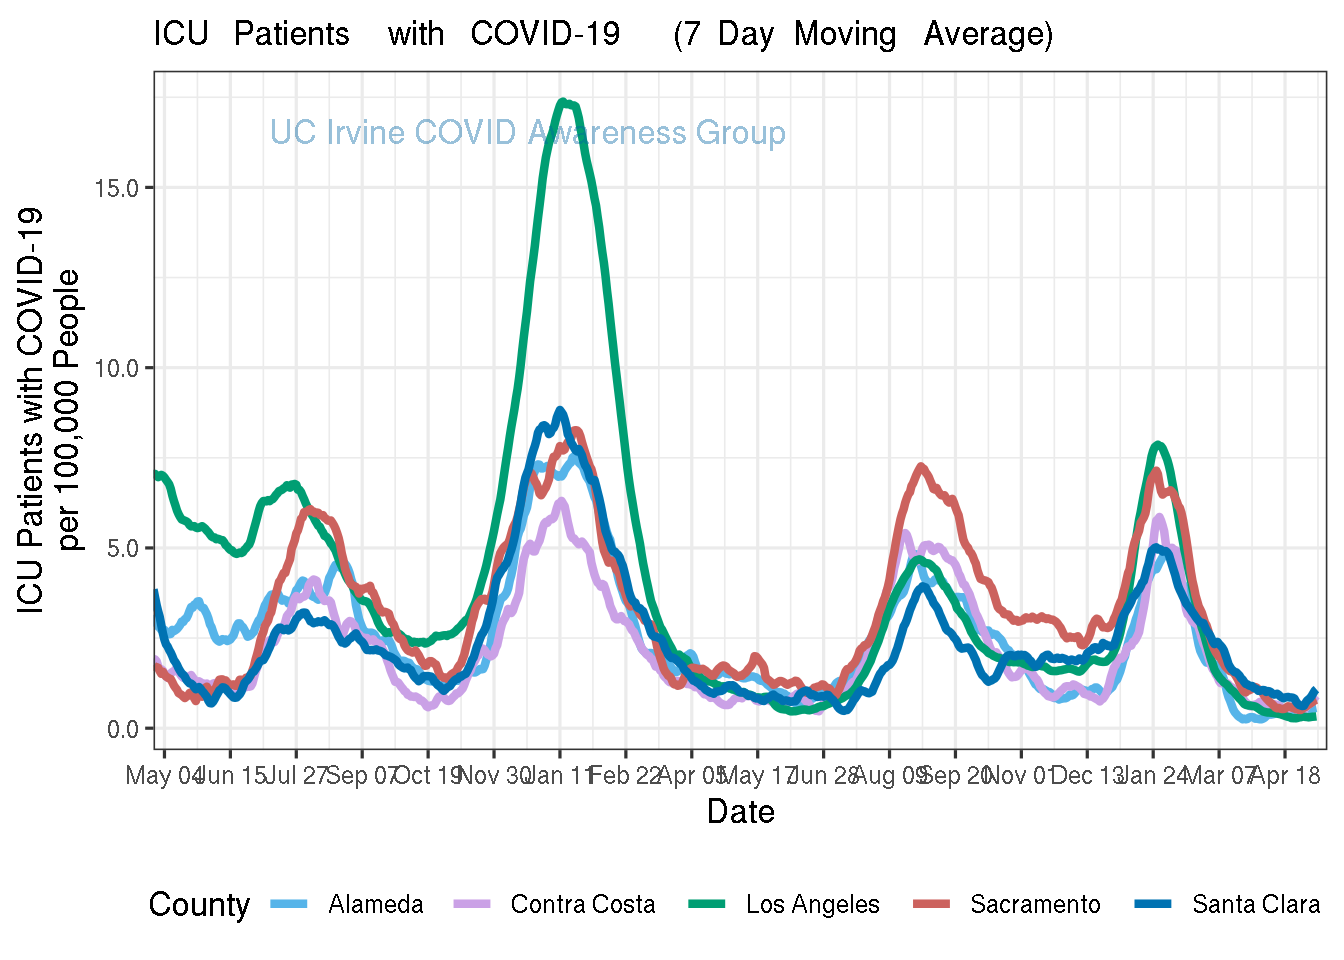 ICU Patients with COVID-19 (7 Day Moving Average)
UC Irvine COVID Awareness Group
ICU Patients with COVID-19
per 100,000 People
15.0
10.0
5.0
0.0
May 04 Jun 15 Jul 27 Sep 07 Oct 19 Nov 30 Jan 11 Feb 22 Apr 05 May 17 Jun 28 Aug 09 Sep 20 Nov 01 Dec 13 Jan 24 Mar 07 Apr 18
Date
County Alameda Contra Costa Los Angeles Sacramento Santa Clara